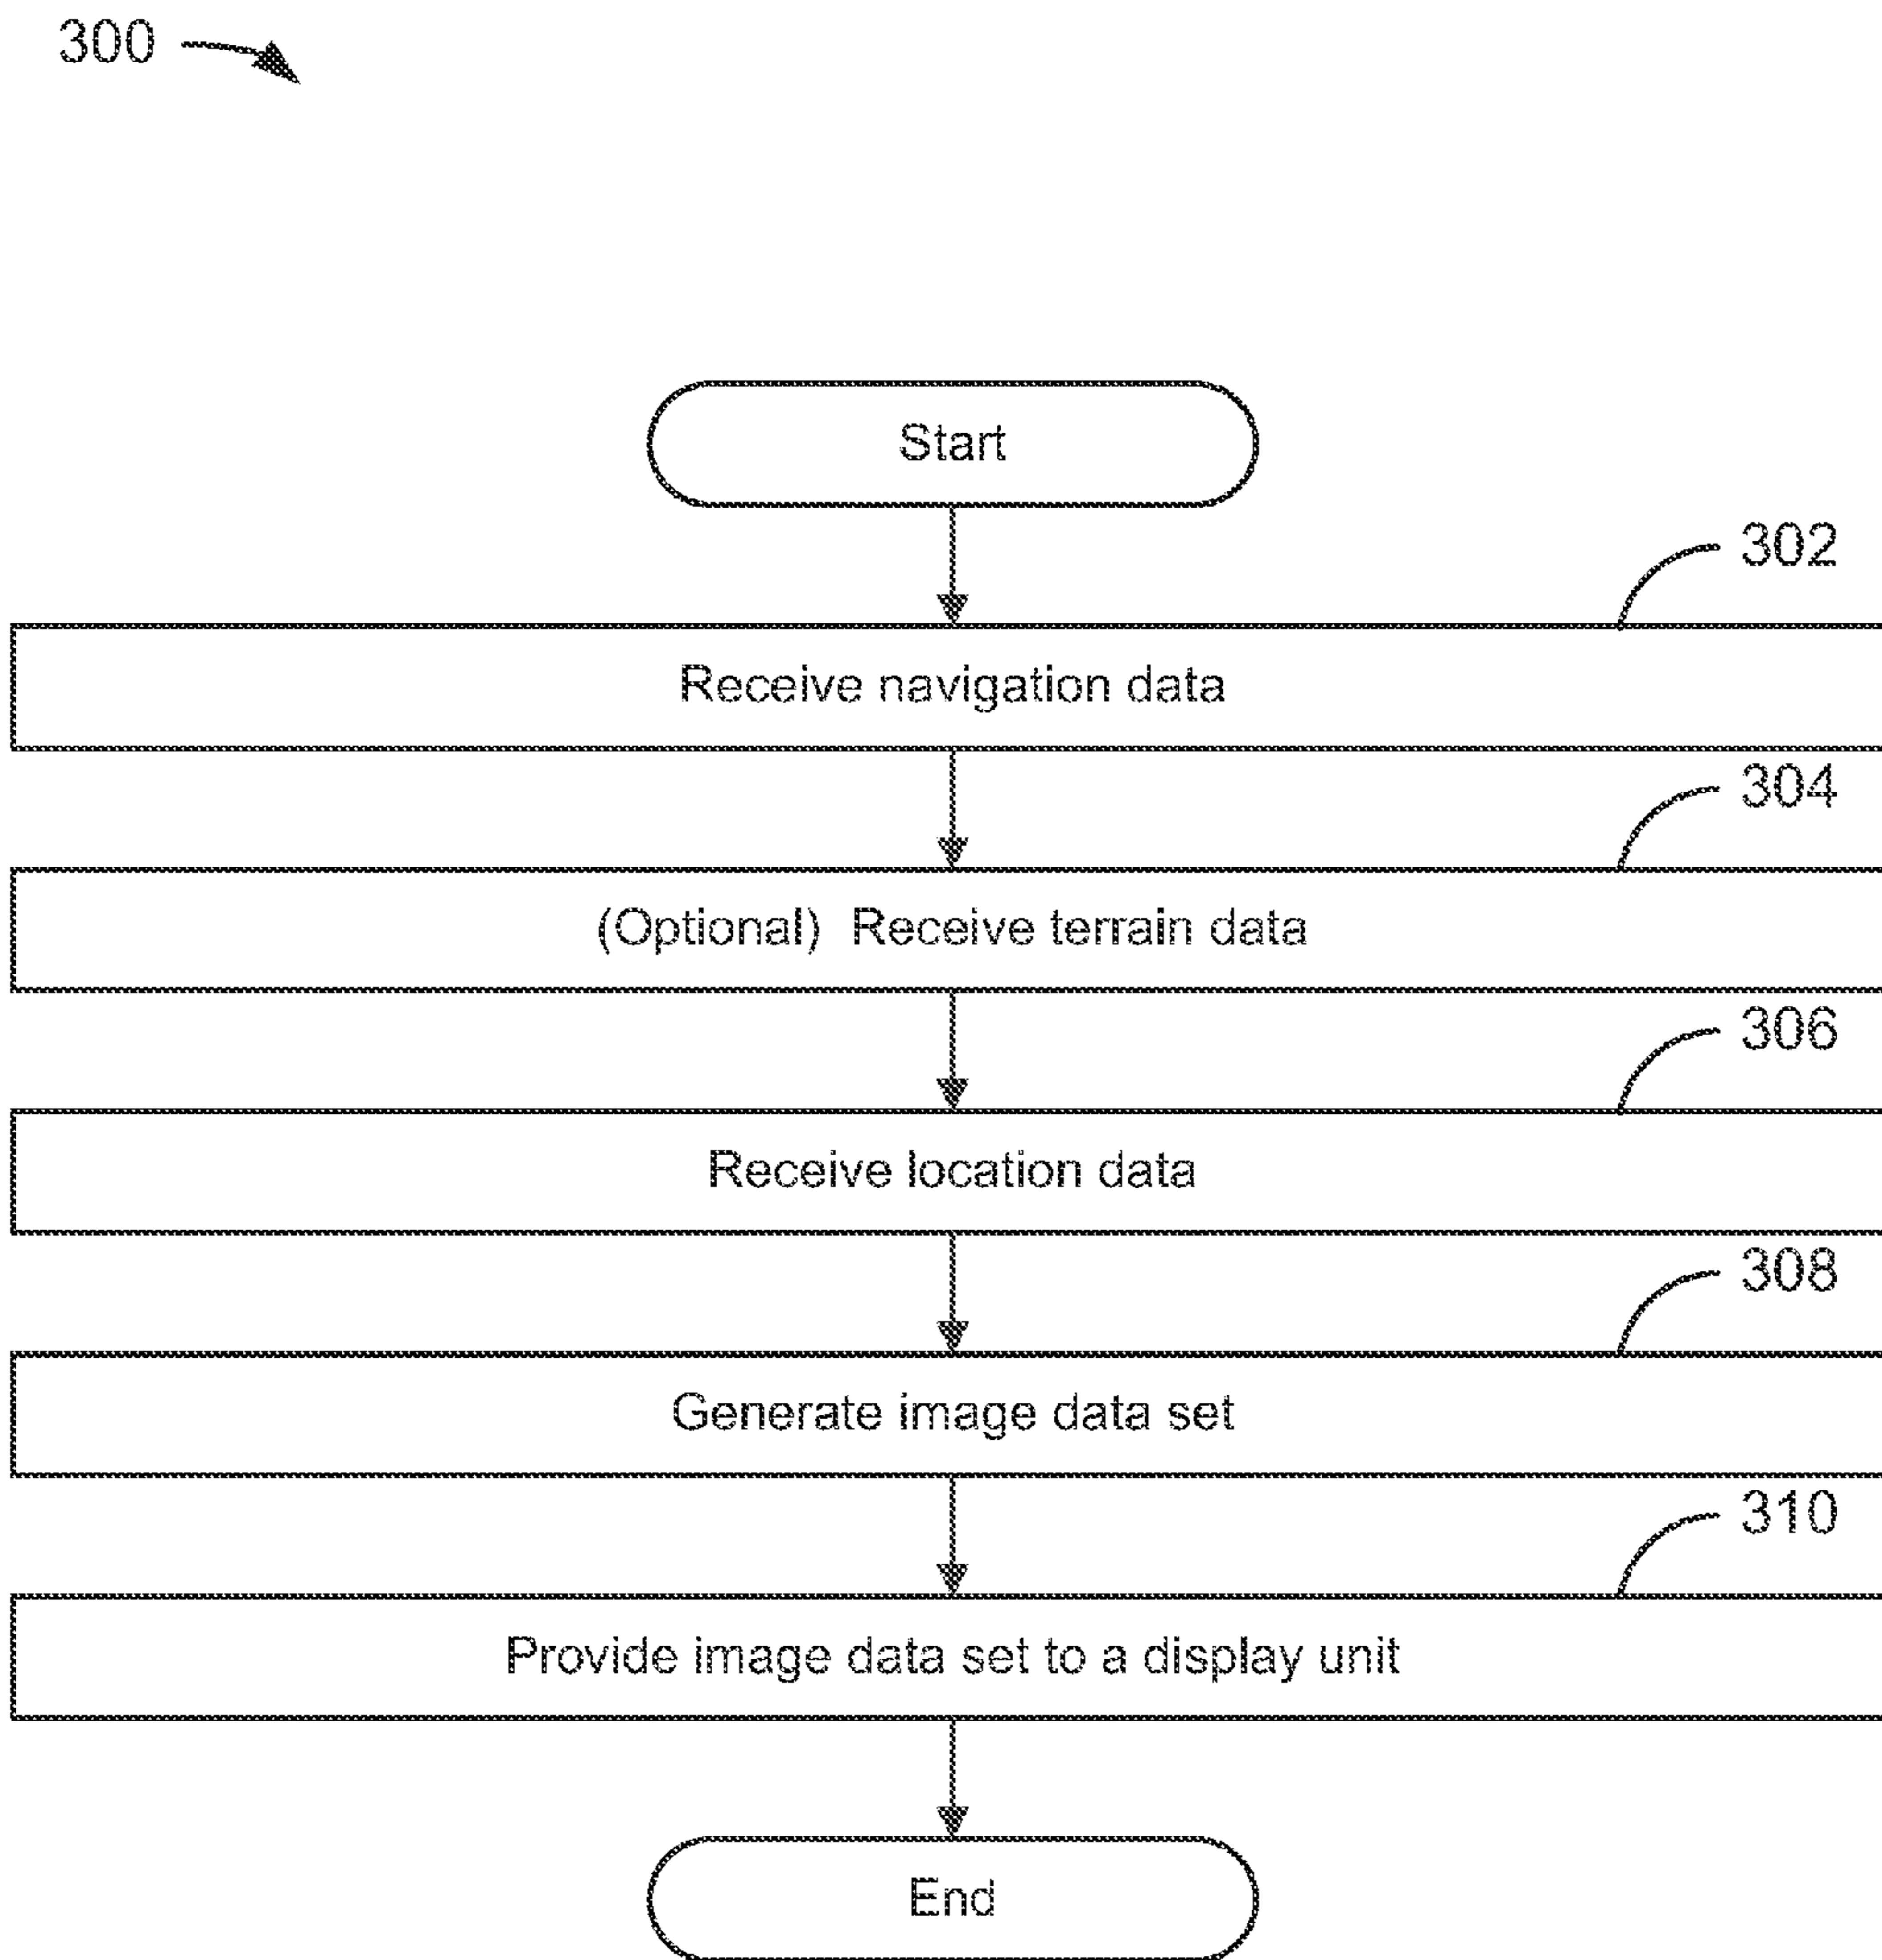 300
Start
302
Receive navigation data
304
(Optional) Receive terrain data
306
Receive location data
308
Generate image data set
310
Provide image data set to a display unit
End